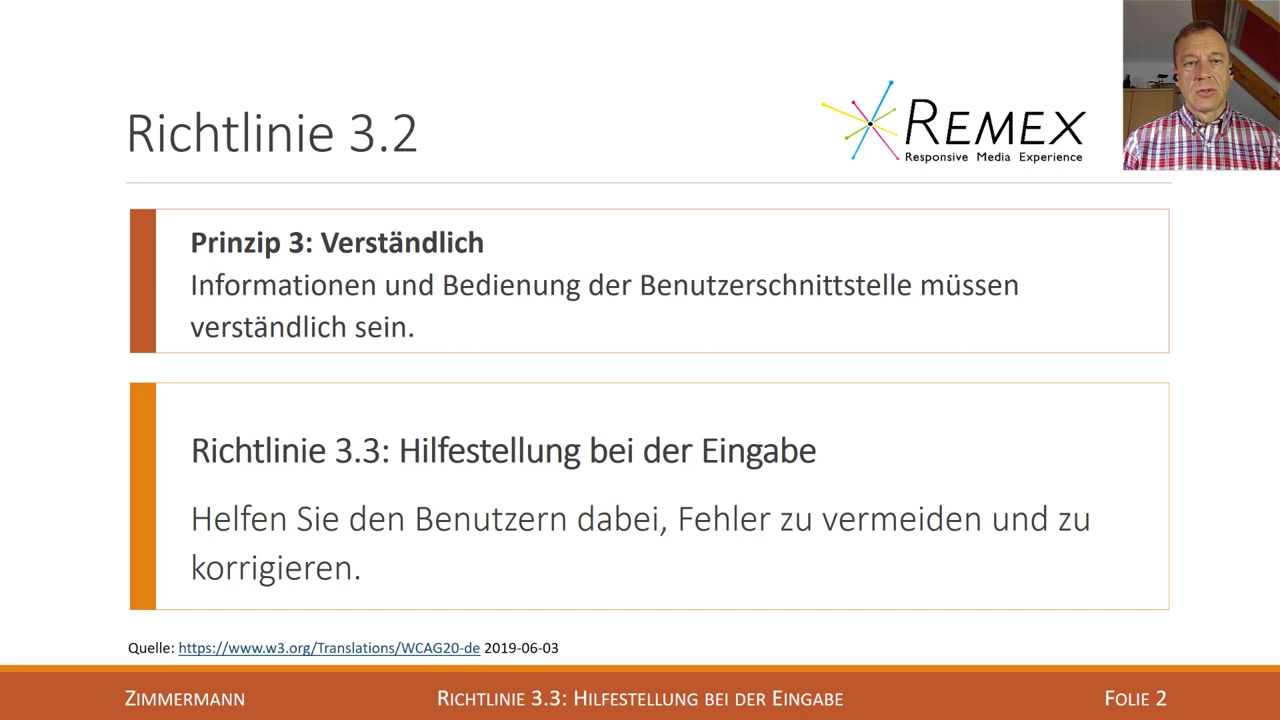 Richtlinie 3.2
REMEX
Responsive Media Experience
Prinzip 3: Verständlich
Informationen und Bedienung der Benutzerschnittstelle müssen
verständlich sein.
Richtlinie 3.3: Hilfestellung bei der Eingabe
Helfen Sie den Benutzern dabei, Fehler zu vermeiden und zu
korrigieren.
Quelle: https://www.w3.org/Translations/WCAG20-de 2019-06-03
ZIMMERMANN
RICHTLINIE 3.3: HILFESTELLUNG BEI DER EINGABE
FOLIE 2